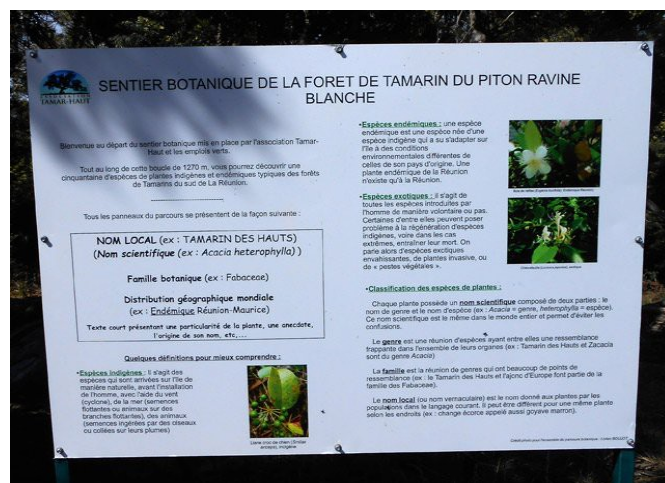 SENTIER BOTANIQUE DE LA FORET DE TAMARIN DU PITON RAVINE
BLANCHE
TAMAR-HAUT
Bienvenue au départ du sentier botanique mis en place par l'association Tamar-
Haut et les emplois verts.
Tout au long de cette boucle de 1270 m, vous pourrez découvrir une
cinquantaine d'espèces de plantes indigènes et endémiques typiques des forêts
de Tamarins du sud de La Réunion.
Tous les panneaux du parcours se présentent de la façon suivante :
NOM LOCAL (ex : TAMARIN DES HAUTS)
(Nom scientifique (ex : Acacia heterophylla) )
Famille botanique (ex : Fabaceae)
Distribution géographique mondiale
(ex : Endémique Réunion-Maurice)
Texte court présentant une particularité de la plante, une anecdote,
l'origine de son nom, etc,...
Quelques définitions pour mieux comprendre :
•Espèces indigènes : Il s'agit des
espèces qui sont arrivées sur l'île de
manière naturelle, avant l'installation
de l'homme, avec l'aide du vent
(cyclone), de la mer (semences
flottantes ou animaux sur des
branches flottantes), des animaux
(semences ingérées par des oiseaux
ou collées sur leurs plumes)
•Espèces endémiques : une espèce
endémique est une espèce née d'une
espèce indigène qui a su s'adapter sur
l'île à des conditions
environnementales différentes de
celles de son pays d'origine. Une
plante endémique de la Réunion
n'existe qu'à la Réunion.
•Espèces exotiques : il s'agit de
toutes les espèces introduites par
l'homme de manière volontaire ou pas.
Certaines d'entre elles peuvent poser
problème à la régénération d'espèces
indigènes, voire dans les cas
extrêmes, entraîner leur mort. On
parle alors d'espèces exotiques
envahissantes, de plantes invasive, ou
de « pestes végétales ».
•Classification des espèces de plantes :
Chaque plante possède un nom scientifique composé de deux parties : le
nom de genre et le nom d'espèce (ex : Acacia = genre, heterophylla = espèce).
Ce nom scientifique est le même dans le monde entier et permet d'éviter les
confusions.
Le genre est une réunion d'espèces ayant entre elles une ressemblance
frappante dans l'ensemble de leurs organes (ex : Tamarin des Hauts et Zacacia
sont du genre Acacia)
La famille est la réunion de genres qui ont beaucoup de points de
ressemblance (ex : le Tamarin des Hauts et l'ajonc d'Europe font partie de la
famille des Fabaceae).
Le nom local (ou nom vernaculaire) est le nom donné aux plantes par les
populations dans le langage courant. Il peut être différent pour une même plante
selon les endroits (ex : change écorce appelé aussi goyave marron).